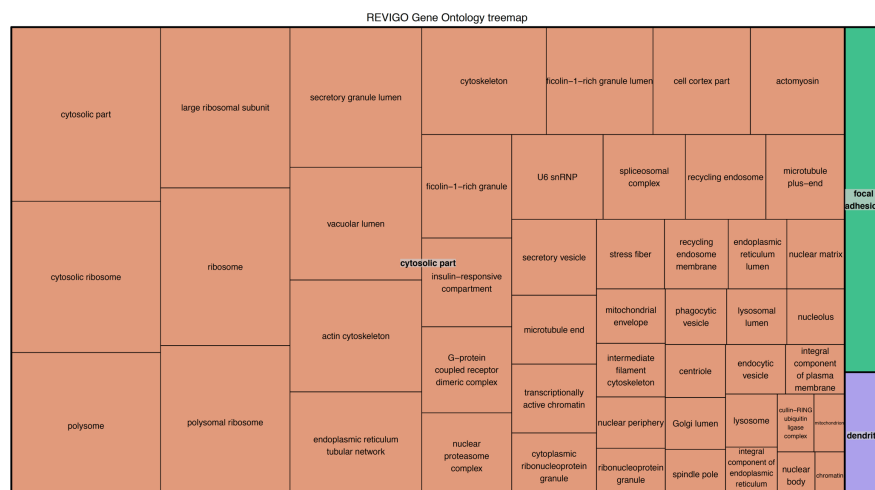 REVIGO Gene Ontology treemap
cytosolic part
large ribosomal subunit
secretory granule lumen
cytoskeleton
ficolin−1−rich granule lumen
cell cortex part
actomyosin
ficolin−1−rich granule
U6 snRNP
spliceosomal
complex
recycling endosome
microtubule
plus−end
focal
adhesio
cytosolic ribosome
ribosome
vacuolar lumen
cytosolic part
insulin−responsive
compartment
secretory vesicle
stress fiber
recycling
endosome
membrane
endoplasmic
reticulum
lumen
nuclear matrix
actin cytoskeleton
microtubule end
mitochondrial
envelope
phagocytic
vesicle
lysosomal
lumen
nucleolus
G−protein
coupled receptor
dimeric complex
transcriptionally
active chromatin
intermediate
filament
cytoskeleton
centriole
endocytic
vesicle
integral
component
of plasma
membrane
polysome
polysomal ribosome
endoplasmic reticulum
tubular network
nuclear
proteasome
complex
cytoplasmic
ribonucleoprotein
granule
nuclear periphery
Golgi lumen
lysosome
cullin−RING
ubiquitin
ligase
complex
mitochondrion
dendrit
ribonucleoprotein
granule
spindle pole
integral
component of
endoplasmic
reticulum
nuclear
body
chromatin